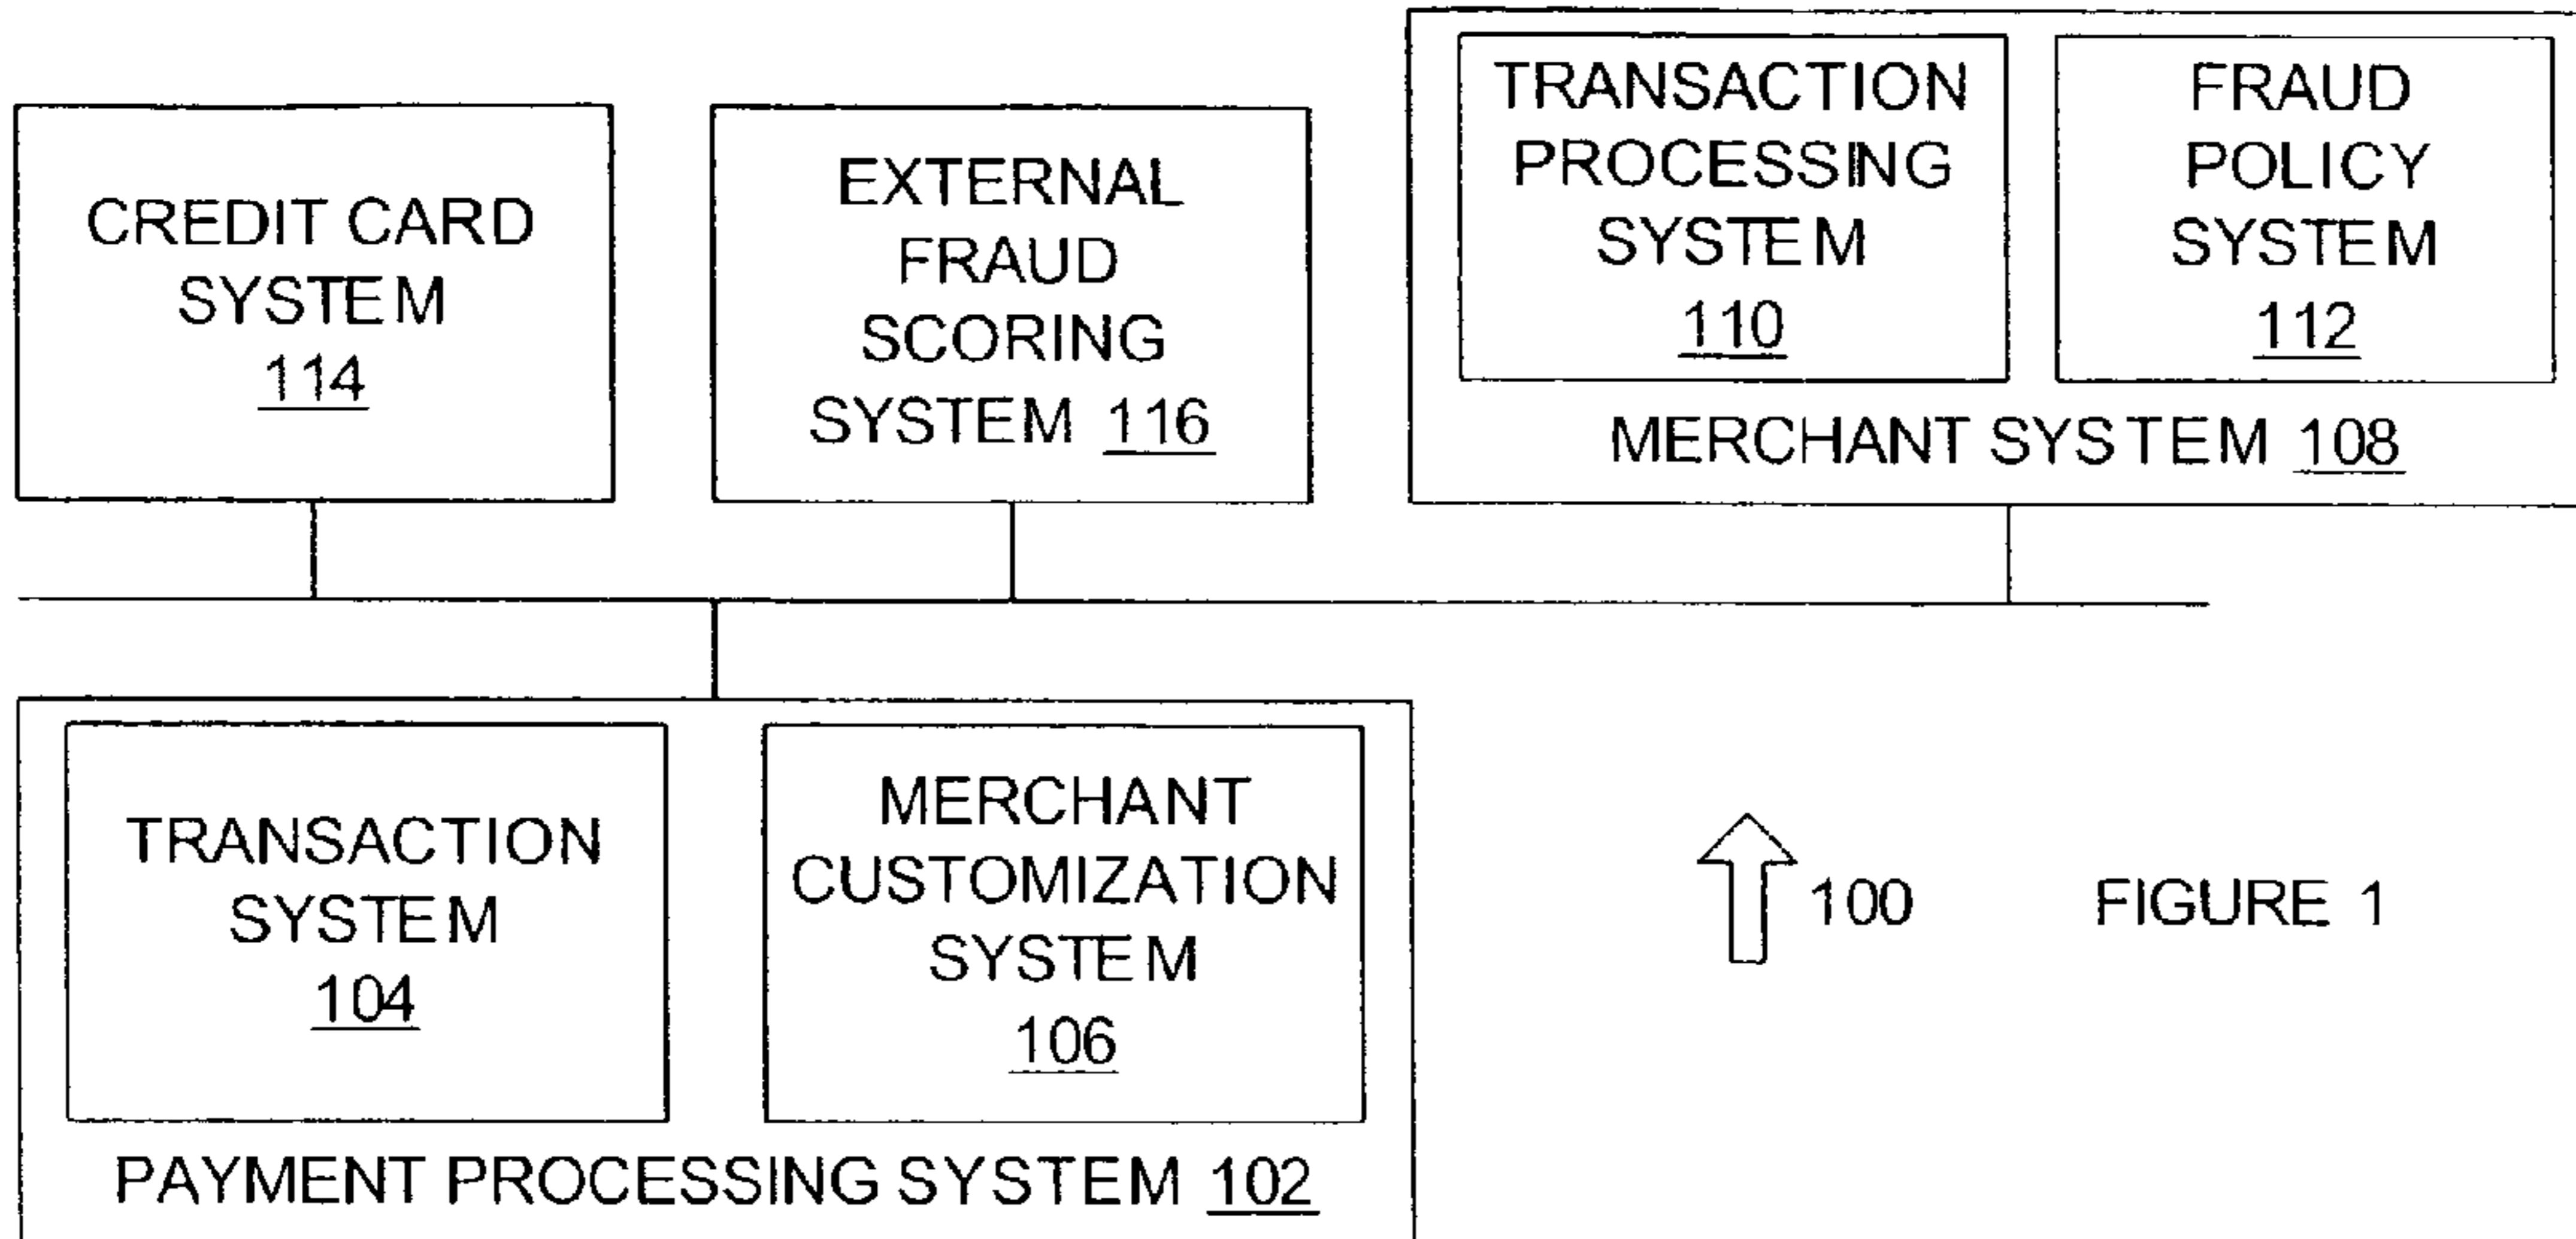 CREDIT CARD
SYSTEM
114
EXTERNAL
FRAUD
SCORING
SYSTEM 116
TRANSACTION
PROCESSING
SYSTEM
110
FRAUD
POLICY
SYSTEM
112
MERCHANT SYSTEM 108
TRANSACTION
SYSTEM
104
MERCHANT
CUSTOMIZATION
SYSTEM
106
PAYMENT PROCESSING SYSTEM 102
100
FIGURE 1